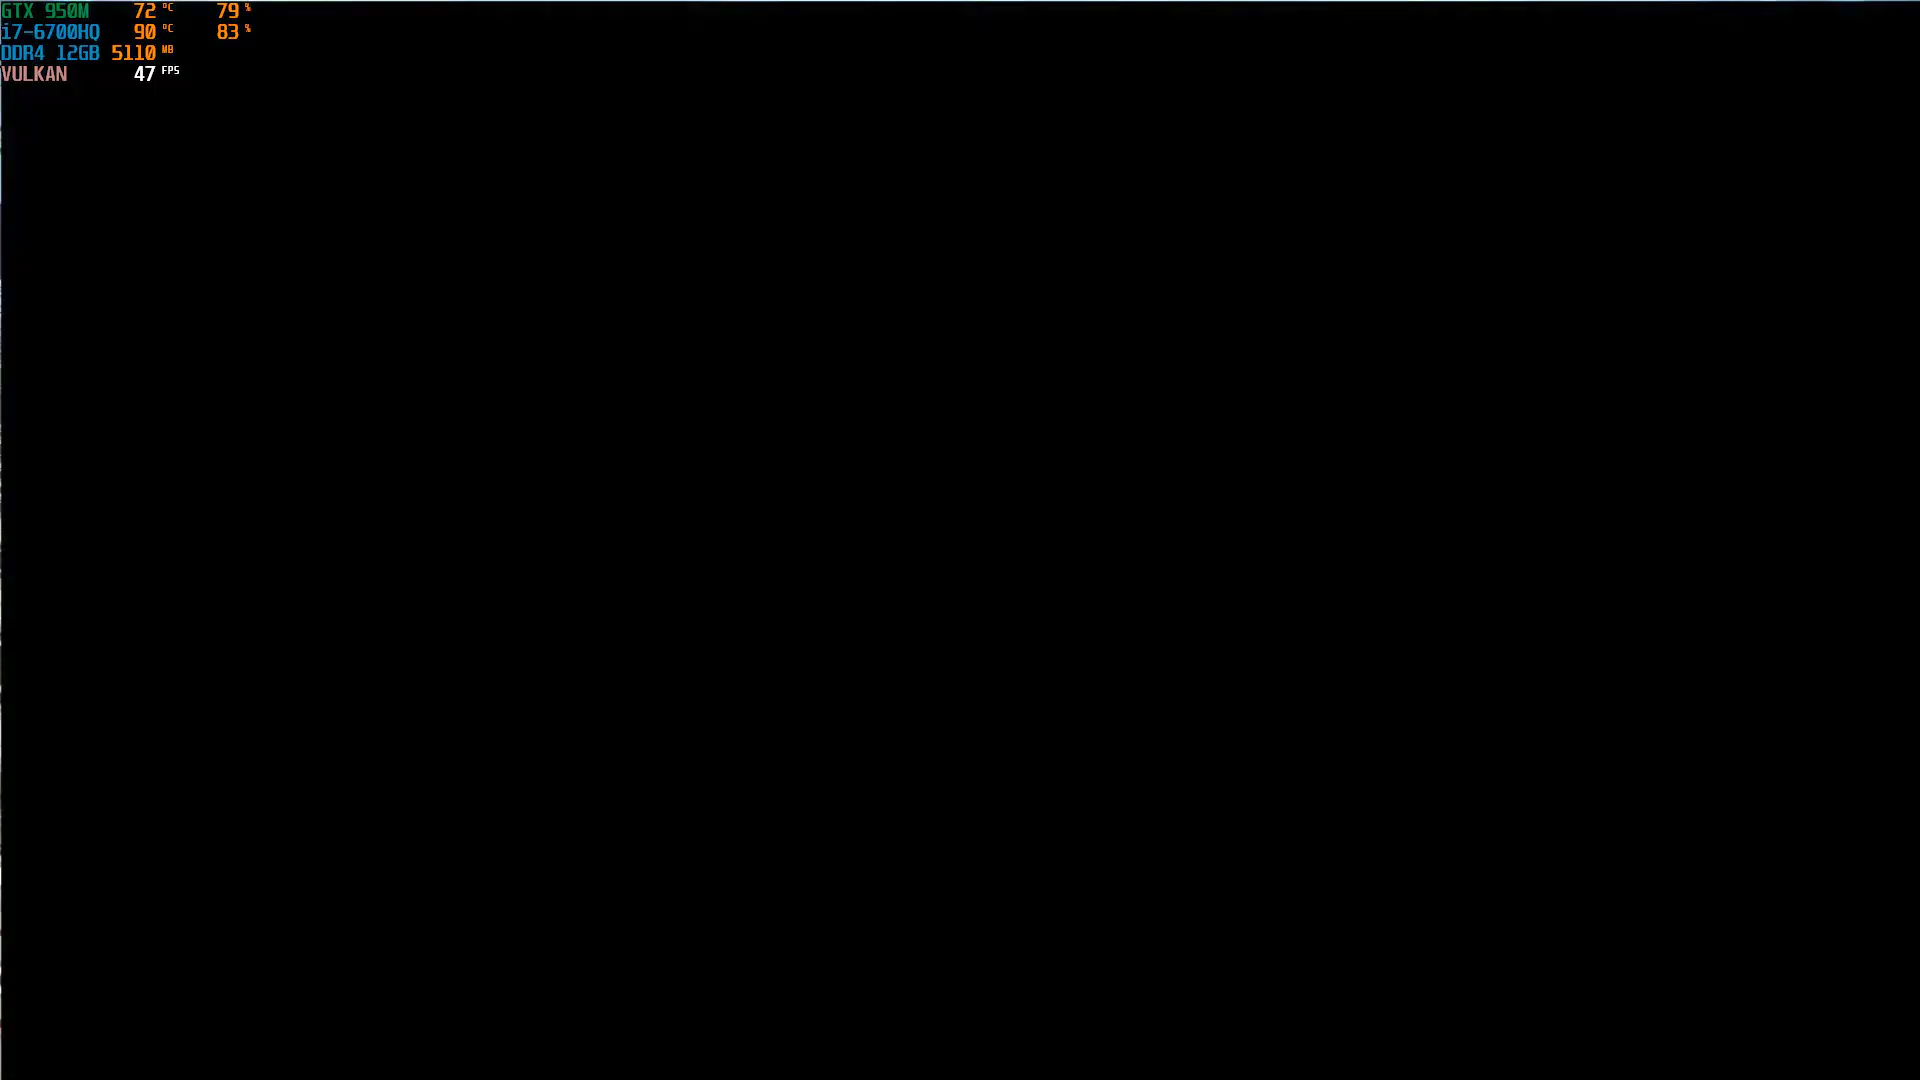 GTX 950M 72 °C 79 %
i7-6700HQ 90 °C 83 %
DDR4 12GB 5110 MB
VULKAN 47 FPS